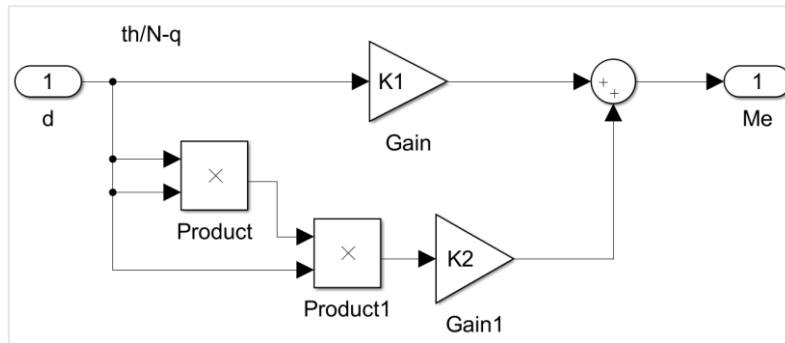 th/N-q
1
d
K1
Gain
+
+
1
Me
×
Product
×
Product1
K2
Gain1